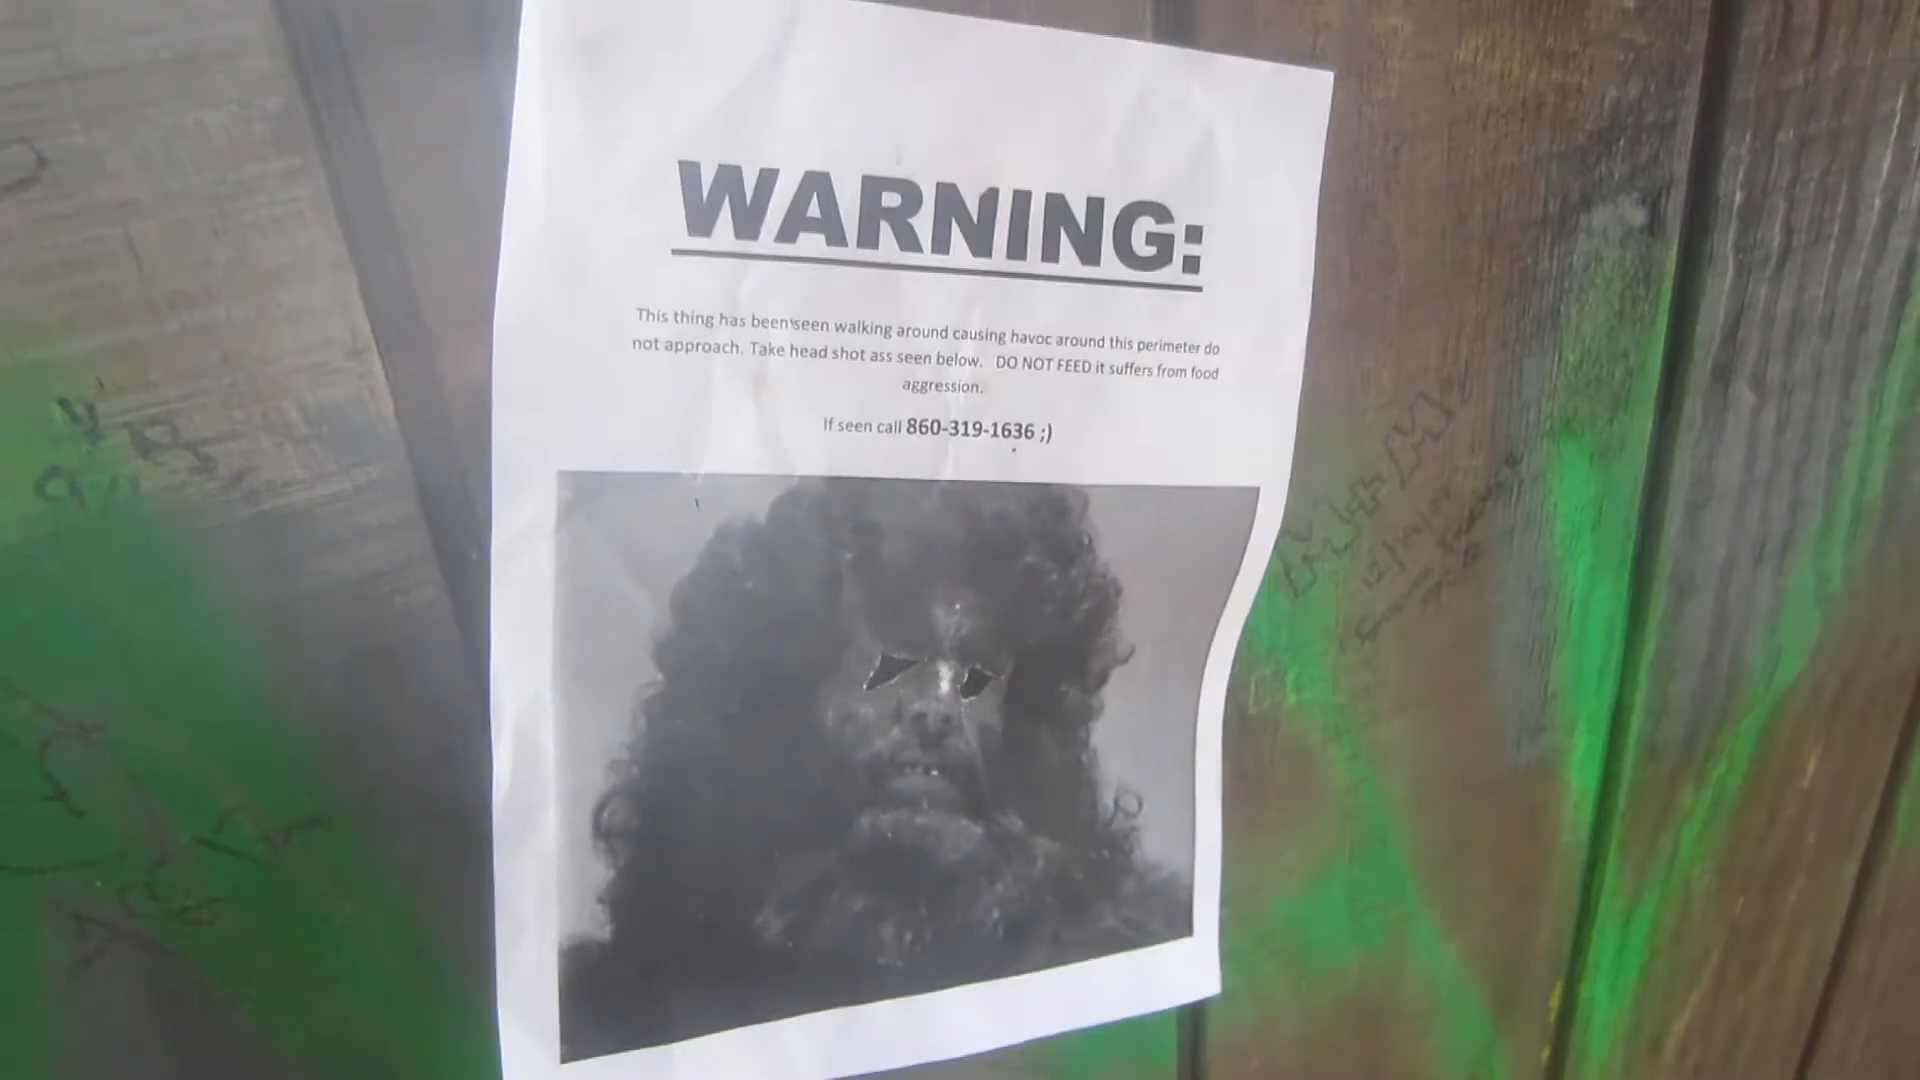 WARNING:
This thing has been seen walking around causing havoc around this perimeter do
not approach. Take head shot ass seen below. DO NOT FEED it suffers from food
aggression.
If seen call 860-319-1636 ;)